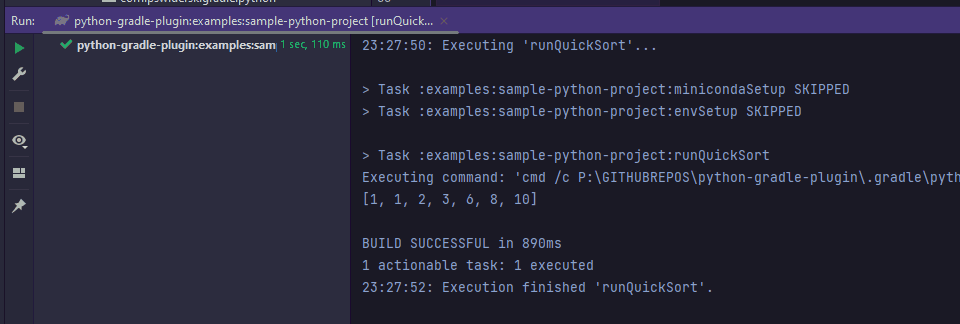 Run: python-gradle-plugin:examples:sample-python-project [runQuick...
python-gradle-plugin:examples:sam 1 sec, 110 ms
23:27:50: Executing 'runQuickSort'...
> Task :examples:sample-python-project:minicondaSetup SKIPPED
> Task :examples:sample-python-project:envSetup SKIPPED
> Task :examples:sample-python-project:runQuickSort
Executing command: 'cmd /c P:\GITHUBREPOS\python-gradle-plugin\.gradle\pyth
[1, 1, 2, 3, 6, 8, 10]
BUILD SUCCESSFUL in 890ms
1 actionable task: 1 executed
23:27:52: Execution finished 'runQuickSort'.